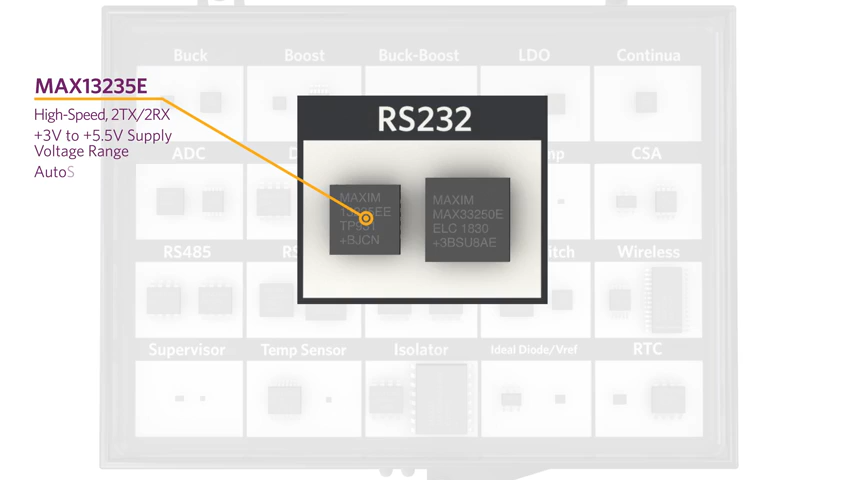 Buck Boost Buck-Boost LDO Continua
MAX13235E
High-Speed, 2TX/2RX
+3V to +5.5V Supply
Voltage Range
AutoS
RS232
ADC
CSA
MAXIM
TP
+BJCN
MAXIM
MAX33250E
ELC 1830
+3BSU8AE
RS485
Wireless
Supervisor Temp Sensor Isolator Ideal Diode/Vref RTC